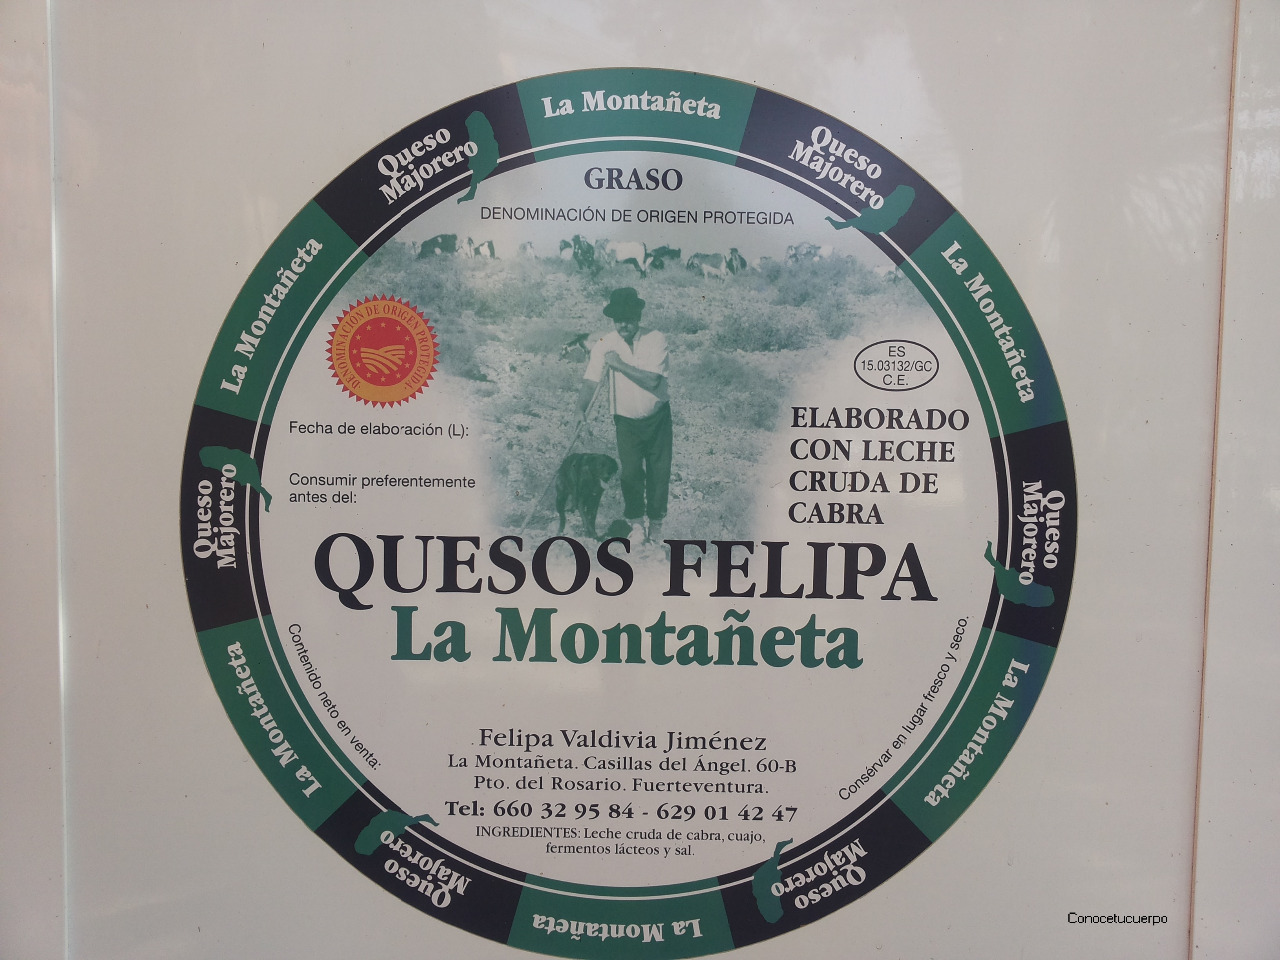 La Montañeta
Queso
Majorero
Queso
Majorero
La Montañeta
La Montañeta
Queso
Majorero
Queso
Majorero
La Montañeta
La Montañeta
Queso
Majorero
Queso
Majorero
La Montañeta
GRASO
DENOMINACIÓN DE ORIGEN PROTEGIDA
DENOMINACIÓN DE ORIGEN PROTEGIDA
ES
15.03132/GC
C.E.
Fecha de elaboración (L):
Consumir preferentemente
antes del:
ELABORADO
CON LECHE
CRUDA DE
CABRA
QUESOS FELIPA
La Montañeta
Contenido neto en venta:
Consérvar en lugar fresco y seco.
Felipa Valdivia Jiménez
La Montañeta. Casillas del Ángel. 60-B
Pto. del Rosario. Fuerteventura.
Tel: 660 32 95 84 - 629 01 42 47
INGREDIENTES: Leche cruda de cabra, cuajo,
fermentos lácteos y sal.
Conocetucuerpo